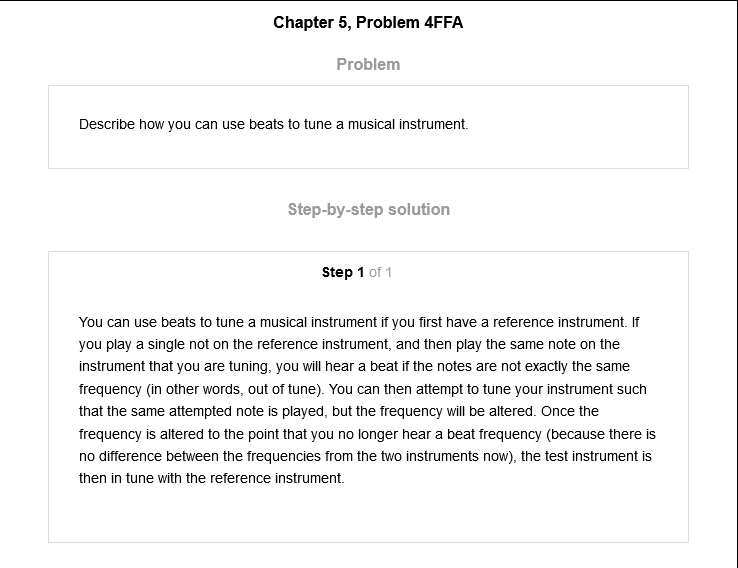 Chapter 5, Problem 4FFA
Problem
Describe how you can use beats to tune a musical instrument.
Step-by-step solution
Step 1 of 1
You can use beats to tune a musical instrument if you first have a reference instrument. If
you play a single not on the reference instrument, and then play the same note on the
instrument that you are tuning, you will hear a beat if the notes are not exactly the same
frequency (in other words, out of tune). You can then attempt to tune your instrument such
that the same attempted note is played, but the frequency will be altered. Once the
frequency is altered to the point that you no longer hear a beat frequency (because there is
no difference between the frequencies from the two instruments now), the test instrument is
then in tune with the reference instrument.